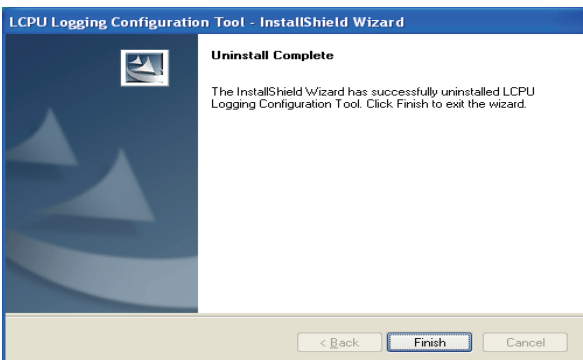 LCPU Logging Configuration Tool - InstallShield Wizard
Uninstall Complete
The InstallShield Wizard has successfully uninstalled LCPU
Logging Configuration Tool. Click Finish to exit the wizard.
< Back
Finish
Cancel